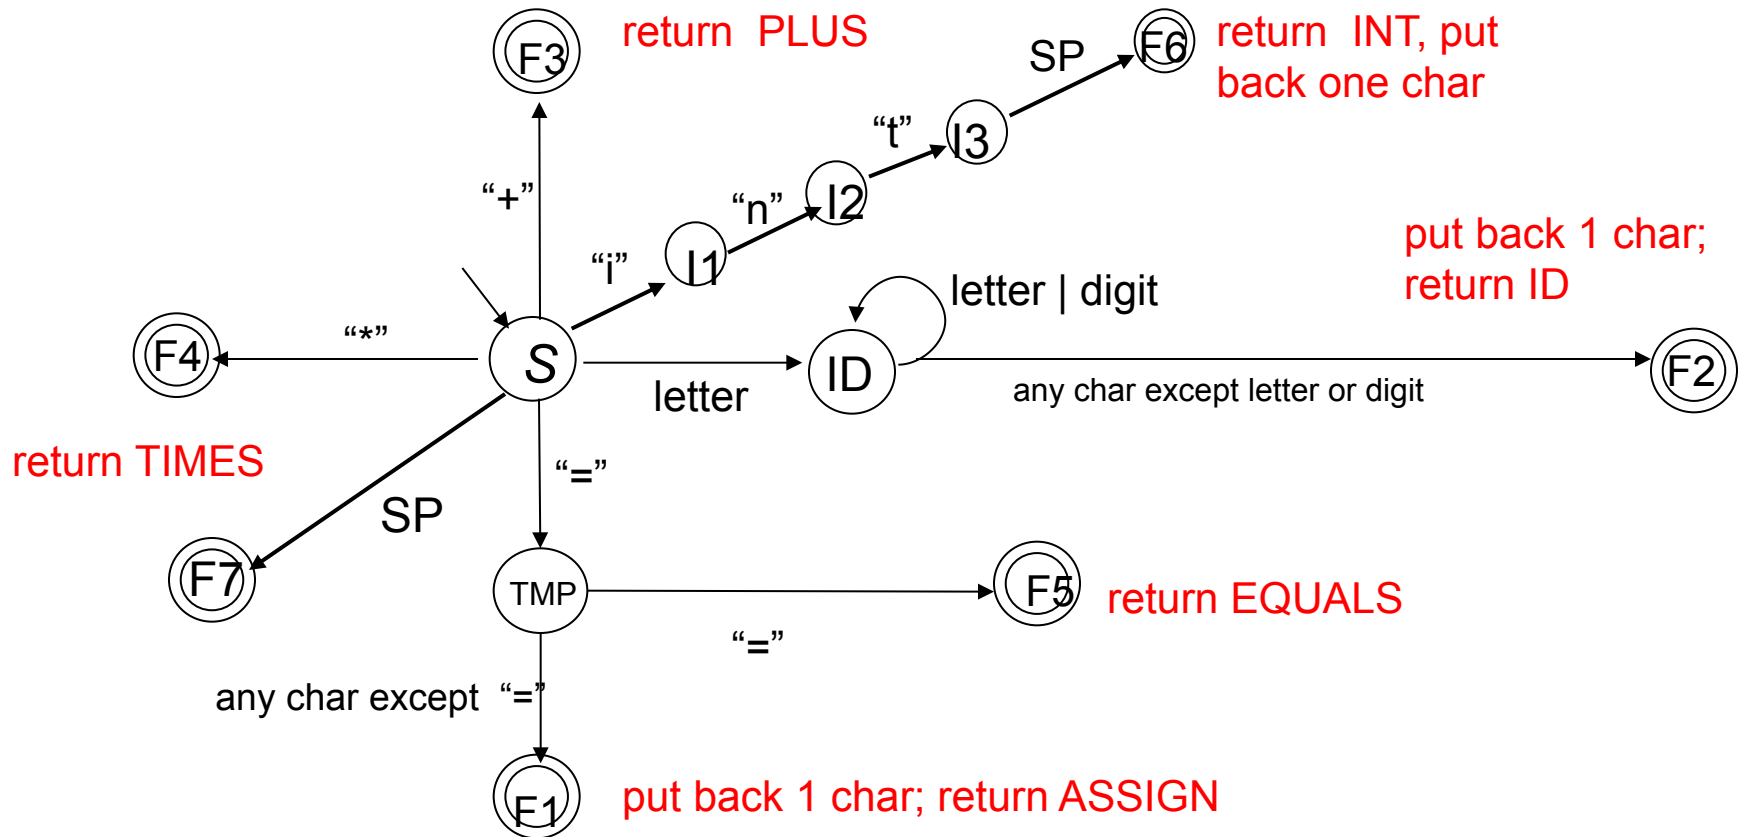 F3
return PLUS
SP
F6
return INT, put
back one char
“t”
I3
“+”
“n”
I2
“i”
I1
put back 1 char;
return ID
letter | digit
F4
“*”
S
letter
ID
any char except letter or digit
F2
return TIMES
SP
“=”
F7
TMP
“=”
F5
return EQUALS
any char except “=”
F1
put back 1 char; return ASSIGN